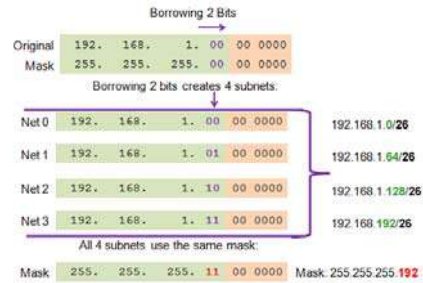 Borrowing 2 Bits
Original 192. 168. 1. 00 00 0000
Mask 255. 255. 255. 00 00 0000
Borrowing 2 bits creates 4 subnets:
Net 0 192. 168. 1. 00 00 0000 192.168.1.0/26
Net 1 192. 168. 1. 01 00 0000 192.168.1.64/26
Net 2 192. 168. 1. 10 00 0000 192.168.1.128/26
Net 3 192. 168. 1. 11 00 0000 192.168.192/26
All 4 subnets use the same mask:
Mask 255. 255. 255. 11 00 0000 Mask: 255.255.255.192